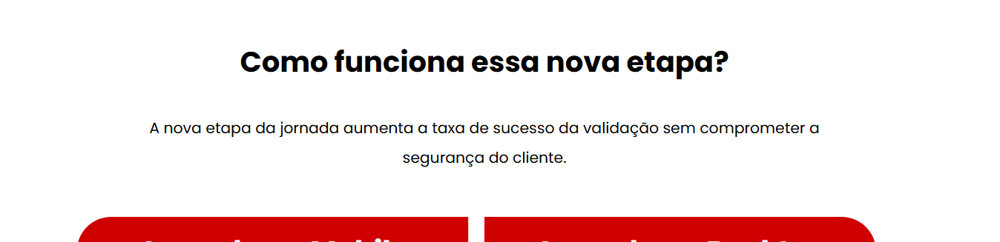 Como funciona essa nova etapa?
A nova etapa da jornada aumenta a taxa de sucesso da validação sem comprometer a
segurança do cliente.